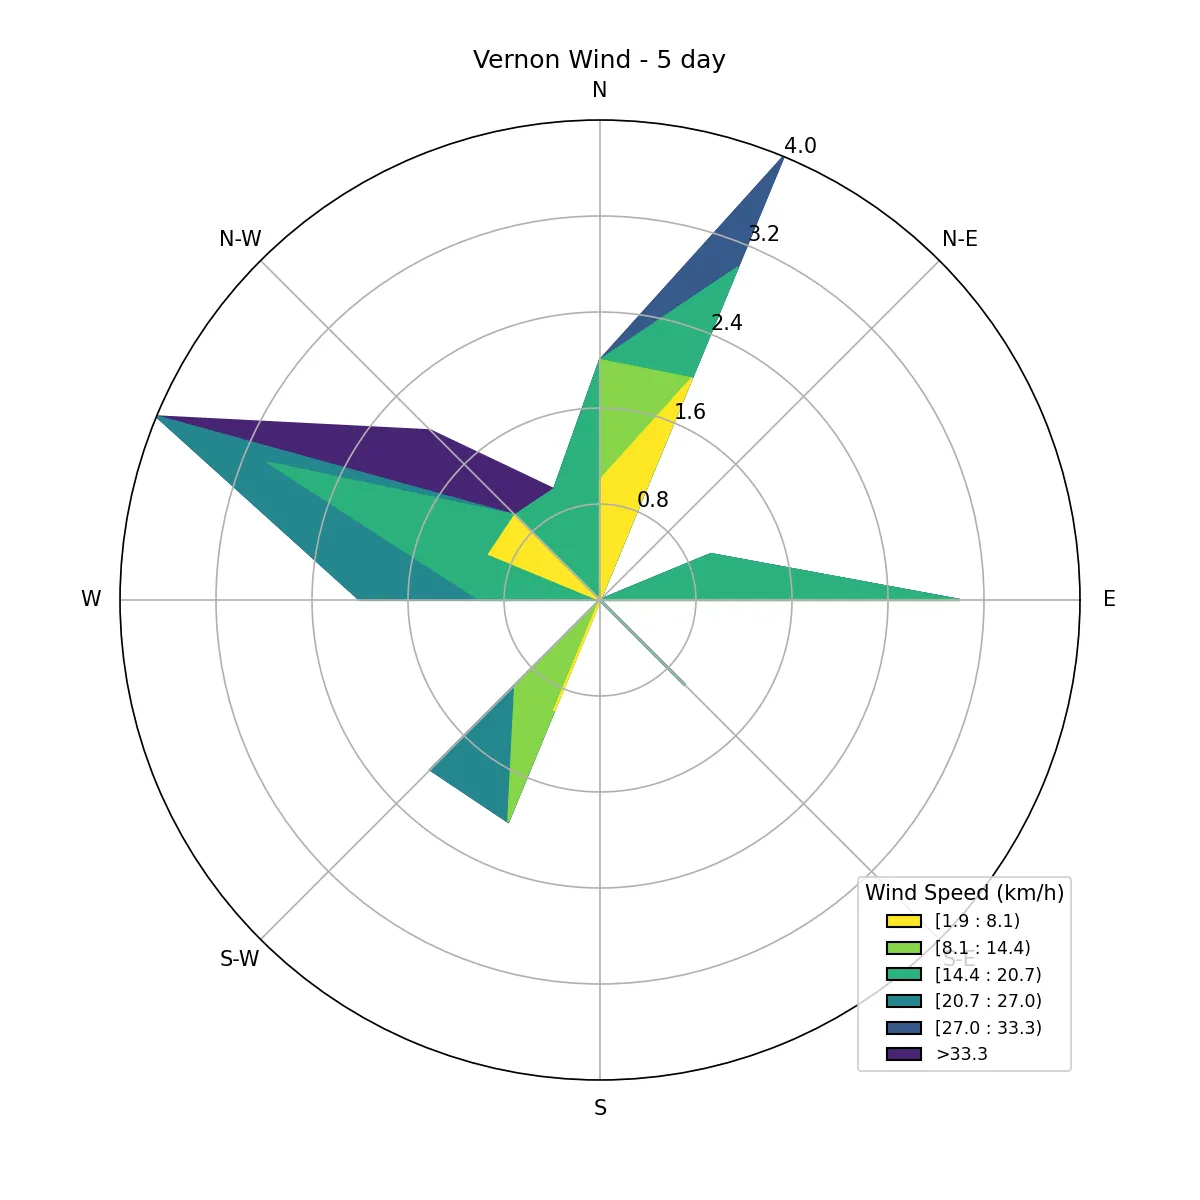 Vernon Wind - 5 day
N
4.0
N-W
3.2
N-E
2.4
1.6
0.8
W
E
S-W
S-E
S
Wind Speed (km/h)
[1.9 : 8.1)
[8.1 : 14.4)
[14.4 : 20.7)
[20.7 : 27.0)
[27.0 : 33.3)
>33.3